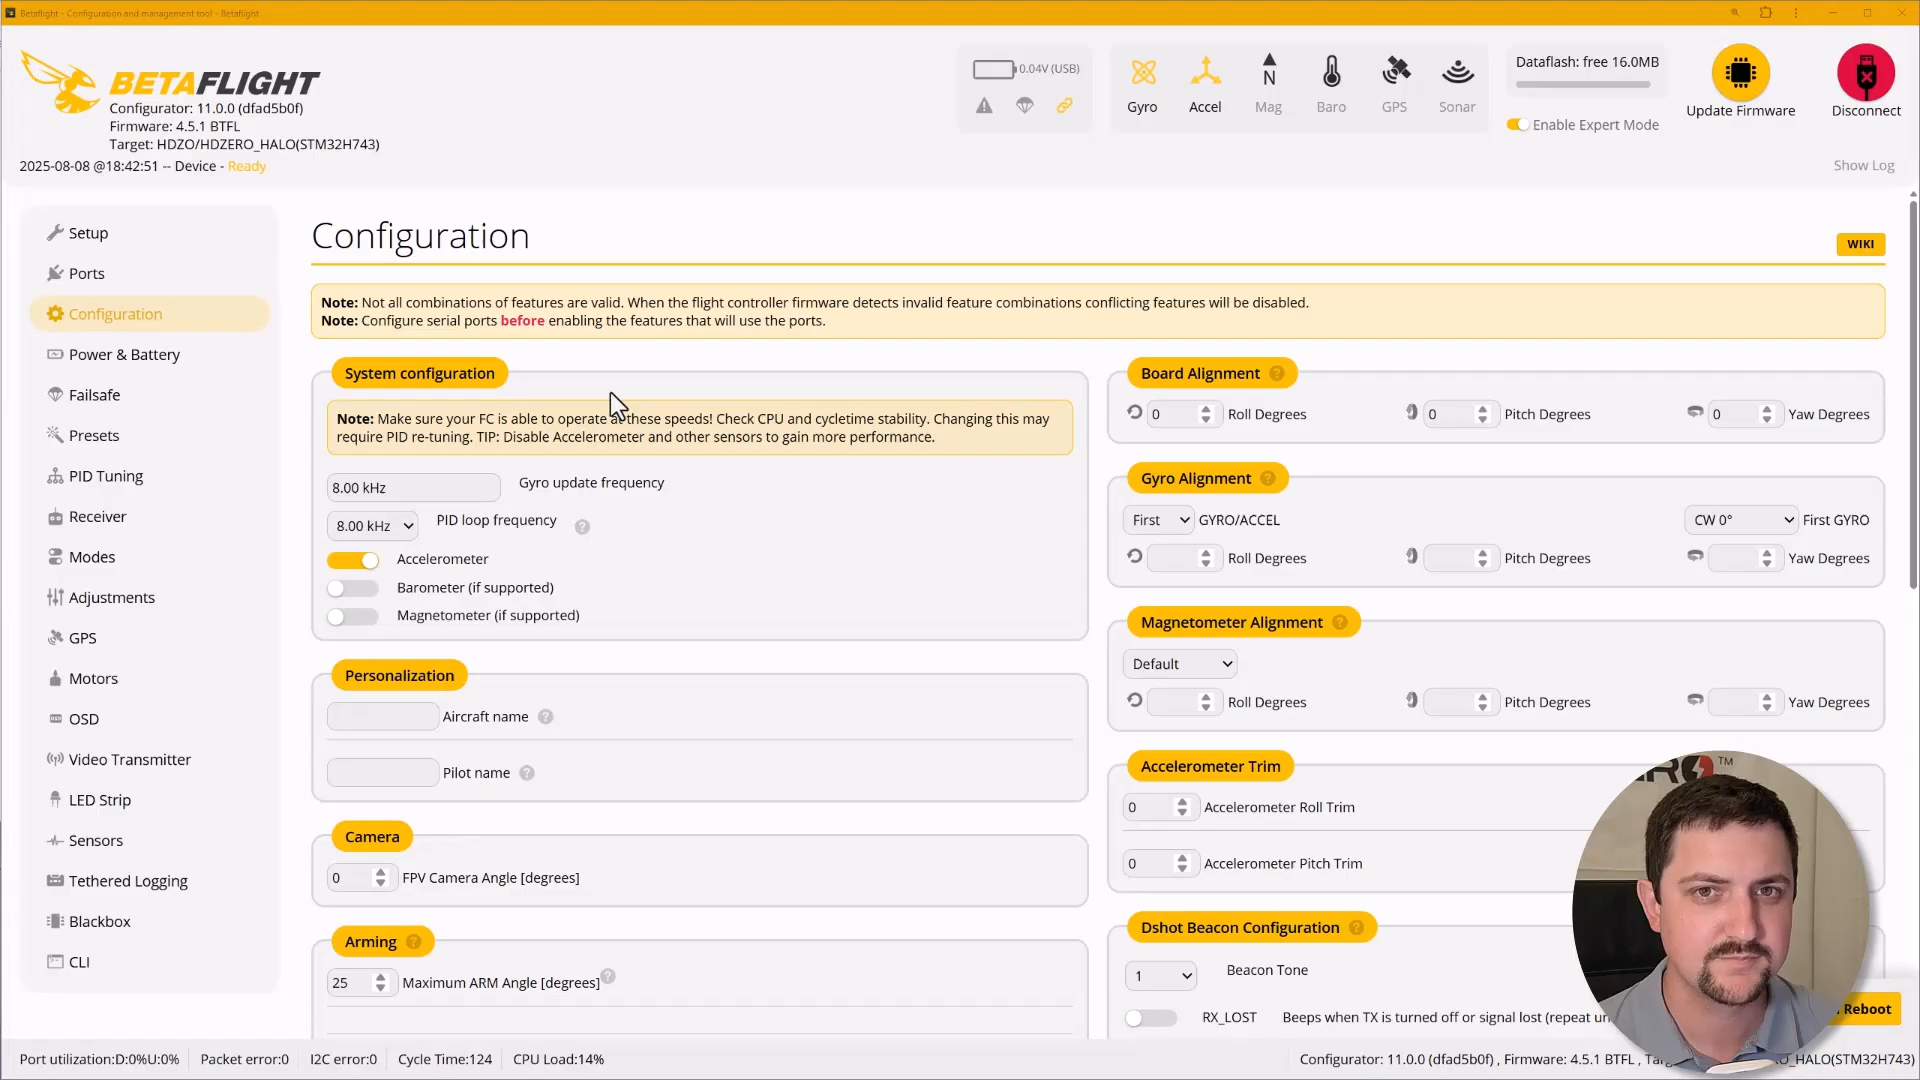 Betaflight - Configuration and management tool - Betaflight
BETAFLIGHT
Configurator: 11.0.0 (dfad5b0f)
Firmware: 4.5.1 BTFL
Target: HDZO/HDZERO_HALO(STM32H743)
2025-08-08 @18:42:51 -- Device - Ready
0.04V (USB)
Gyro
Accel
N
Mag
Baro
GPS
Sonar
Dataflash: free 16.0MB
Enable Expert Mode
Update Firmware
Disconnect
Show Log
Setup
Ports
Configuration
Power & Battery
Failsafe
Presets
PID Tuning
Receiver
Modes
Adjustments
GPS
Motors
OSD
Video Transmitter
LED Strip
Sensors
Tethered Logging
Blackbox
CLI
Configuration
WIKI
Note: Not all combinations of features are valid. When the flight controller firmware detects invalid feature combinations conflicting features will be disabled.
Note: Configure serial ports before enabling the features that will use the ports.
System configuration
Note: Make sure your FC is able to operate at these speeds! Check CPU and cycletime stability. Changing this may
require PID re-tuning. TIP: Disable Accelerometer and other sensors to gain more performance.
8.00 kHz Gyro update frequency
8.00 kHz PID loop frequency ?
Accelerometer
Barometer (if supported)
Magnetometer (if supported)
Personalization
Aircraft name ?
Pilot name ?
Camera
0 FPV Camera Angle [degrees]
Arming ?
25 Maximum ARM Angle [degrees] ?
Board Alignment ?
0 Roll Degrees 0 Pitch Degrees 0 Yaw Degrees
Gyro Alignment ?
First GYRO/ACCEL CW 0° First GYRO
Roll Degrees Pitch Degrees Yaw Degrees
Magnetometer Alignment ?
Default
Roll Degrees Pitch Degrees Yaw Degrees
Accelerometer Trim
0 Accelerometer Roll Trim
0 Accelerometer Pitch Trim
Dshot Beacon Configuration ?
1 Beacon Tone
RX_LOST Beeps when TX is turned off or signal lost (repeat
TM
Reboot
Port utilization:D:0%U:0% Packet error:0 I2C error:0 Cycle Time:124 CPU Load:14%
Configurator: 11.0.0 (dfad5b0f) , Firmware: 4.5.1 BTFL , _HALO(STM32H743)